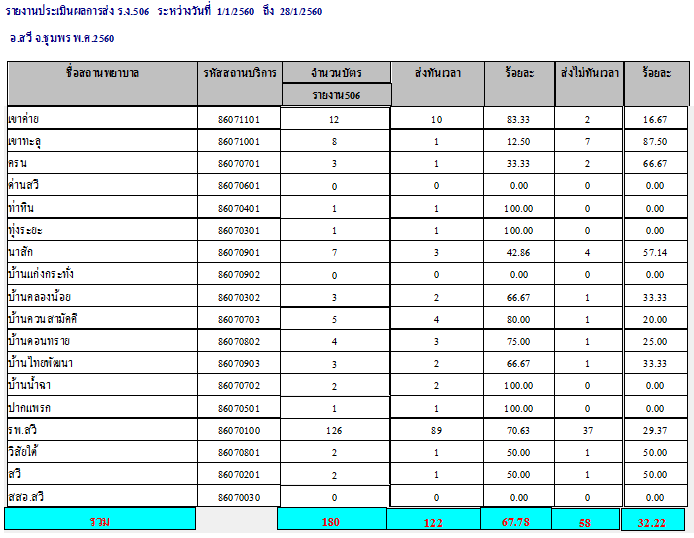 รายงานประเมินผลการส่ง ร.ง.506 ระหว่างวันที่ 1/1/2560 ถึง 28/1/2560
อ.สวี จ.ชุมพร พ.ศ.2560
ชื่อสถานพยาบาล รหัสสถานบริการ จำนวนบัตร ส่งทันเวลา ร้อยละ ส่งไม่ทันเวลา ร้อยละ
รายงาน506
เขาค่าย 86071101 12 10 83.33 2 16.67
เขาทะลุ 86071001 8 1 12.50 7 87.50
ครน 86070701 3 1 33.33 2 66.67
ด่านสวี 86070601 0 0 0.00 0 0.00
ท่าหิน 86070401 1 1 100.00 0 0.00
ทุ่งระยะ 86070301 1 1 100.00 0 0.00
นาสัก 86070901 7 3 42.86 4 57.14
บ้านแก่งกระทั่ง 86070902 0 0 0.00 0 0.00
บ้านคลองน้อย 86070302 3 2 66.67 1 33.33
บ้านควนสามัคคี 86070703 5 4 80.00 1 20.00
บ้านดอนทราย 86070802 4 3 75.00 1 25.00
บ้านไทยพัฒนา 86070903 3 2 66.67 1 33.33
บ้านน้ำฉา 86070702 2 2 100.00 0 0.00
ปากแพรก 86070501 1 1 100.00 0 0.00
รพ.สวี 86070100 126 89 70.63 37 29.37
วิสัยใต้ 86070801 2 1 50.00 1 50.00
สวี 86070201 2 1 50.00 1 50.00
สสอ.สวี 86070030 0 0 0.00 0 0.00
รวม 180 122 67.78 58 32.22